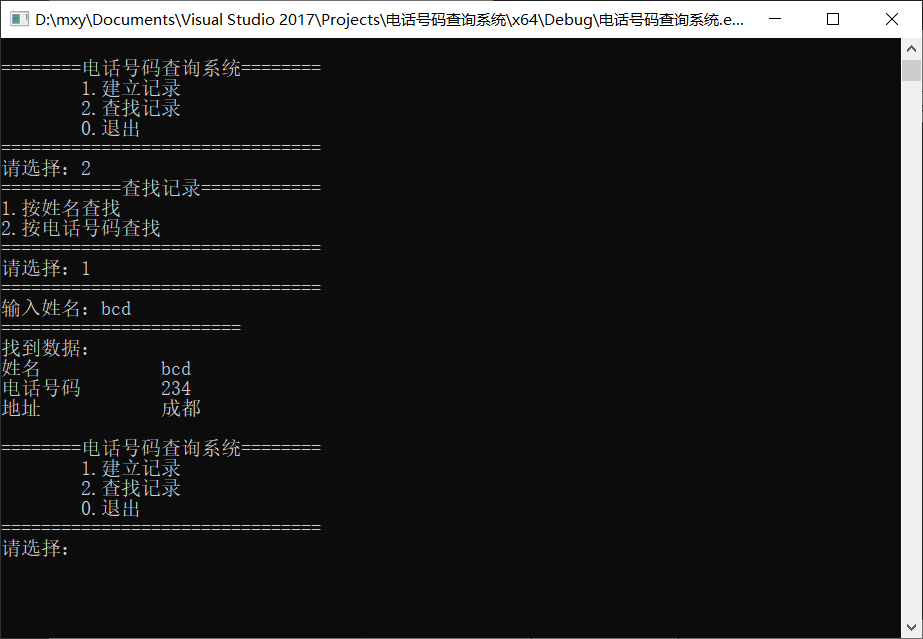 D:\mxy\Documents\Visual Studio 2017\Projects\电话号码查询系统\x64\Debug\电话号码查询系统.e...
========电话号码查询系统========
1.建立记录
2.查找记录
0.退出
================================
请选择：2
============查找记录============
1.按姓名查找
2.按电话号码查找
================================
请选择：1
================================
输入姓名：bcd
========================
找到数据：
姓名            bcd
电话号码        234
地址            成都
========电话号码查询系统========
1.建立记录
2.查找记录
0.退出
================================
请选择：